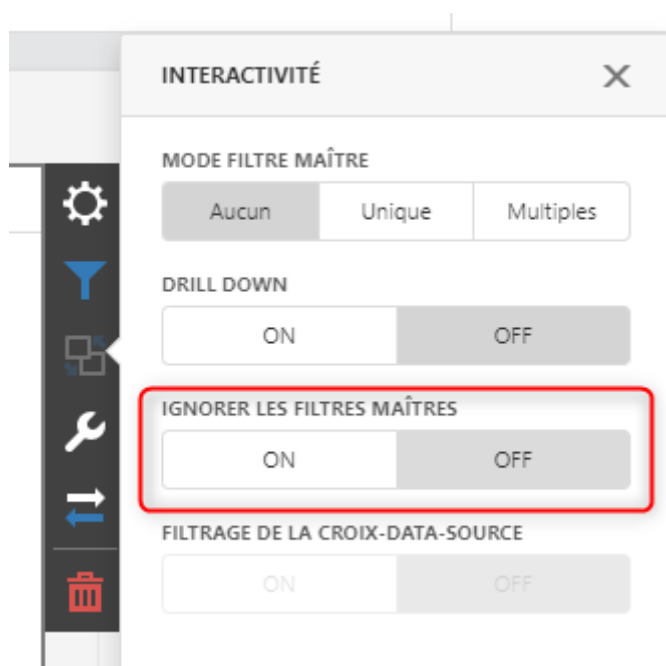 INTERACTIVITÉ
MODE FILTRE MAÎTRE
Aucun Unique Multiples
DRILL DOWN
ON OFF
IGNORER LES FILTRES MAÎTRES
ON OFF
FILTRAGE DE LA CROIX-DATA-SOURCE
ON OFF